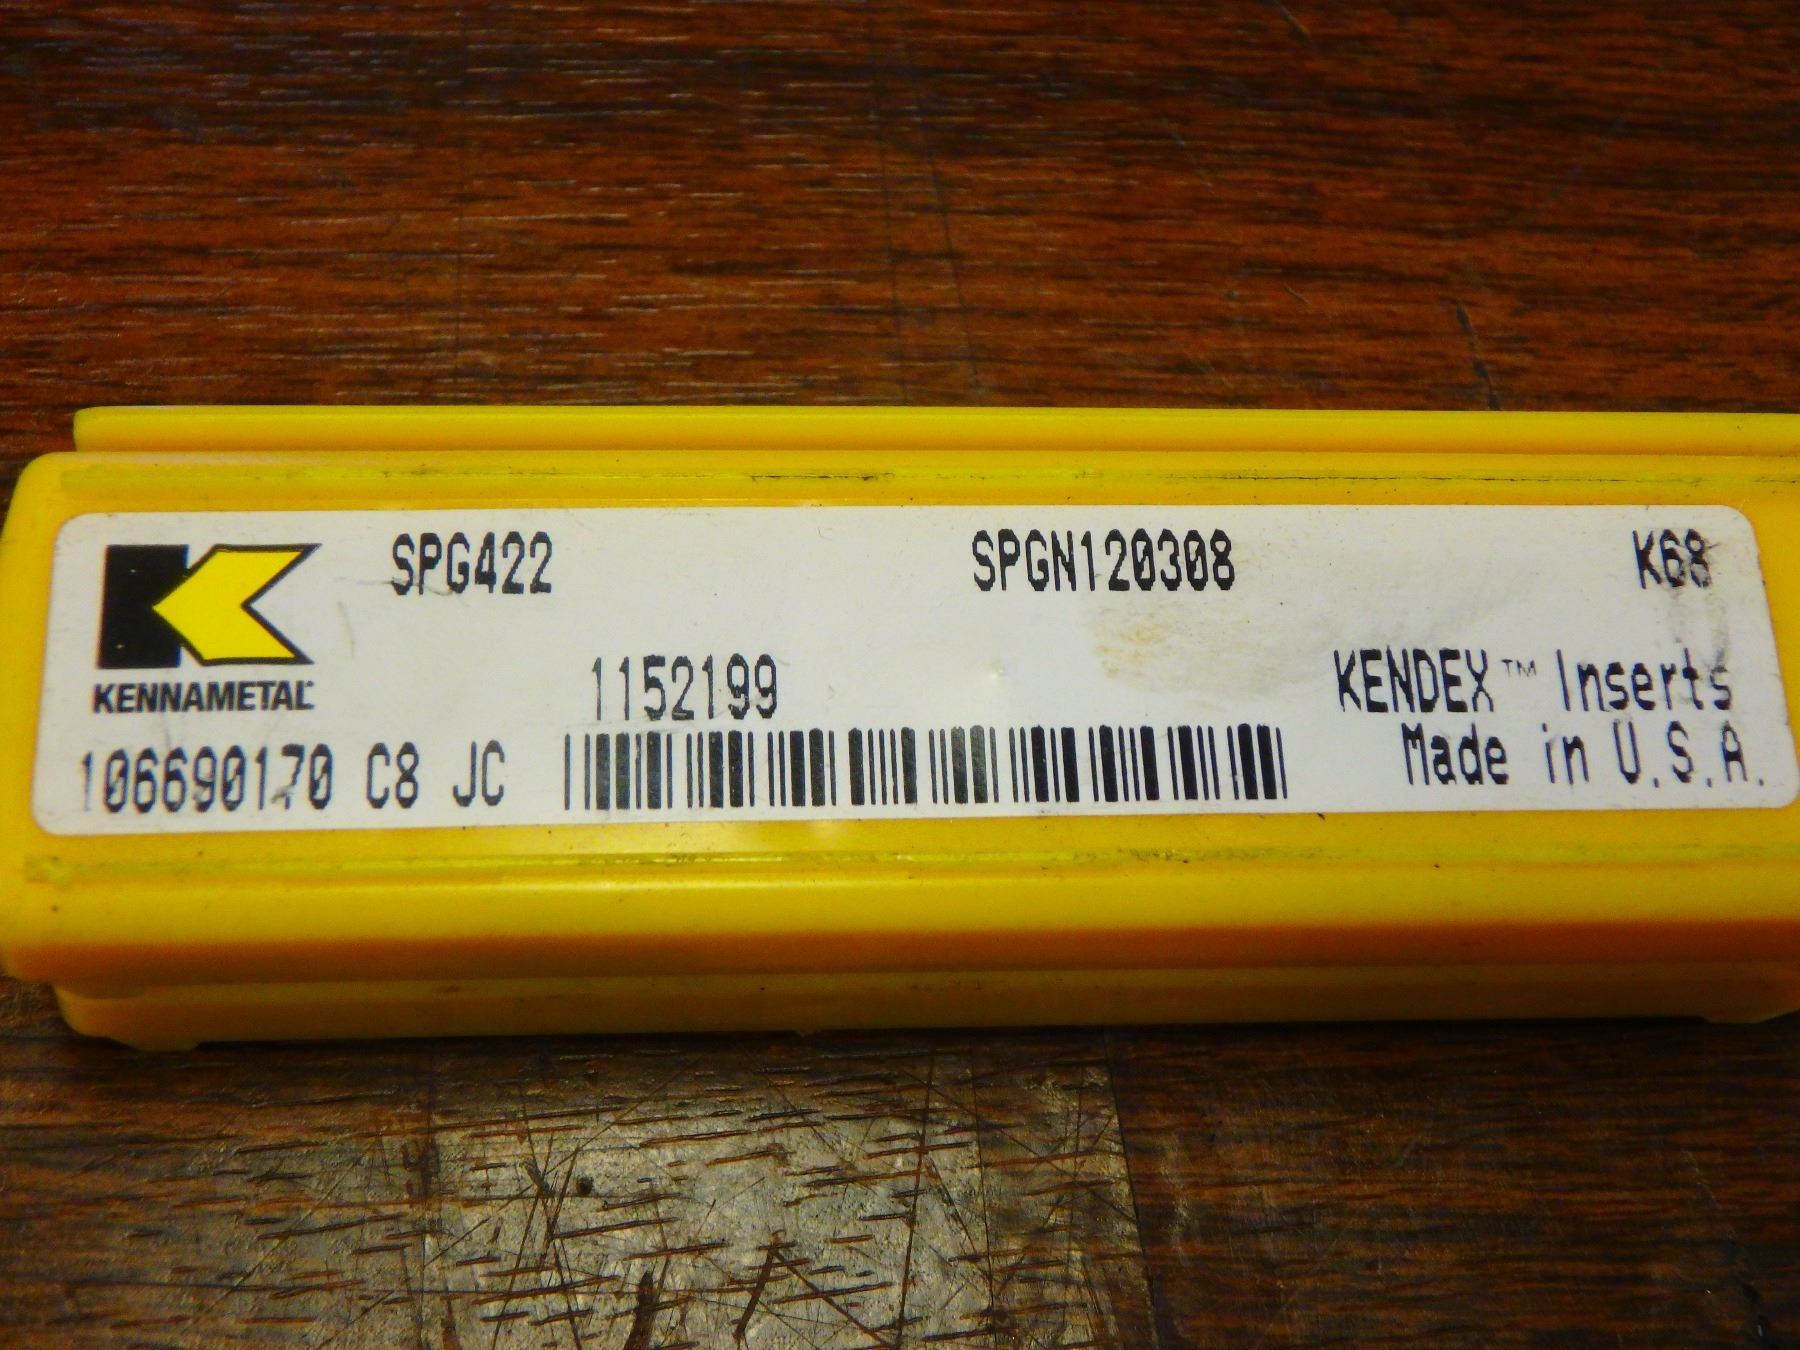 SPG422 SPGN120308 K68
KENNAMETAL
1152199 KENDEX™ Inserts
106690170 C8 JC Made in U.S.A.